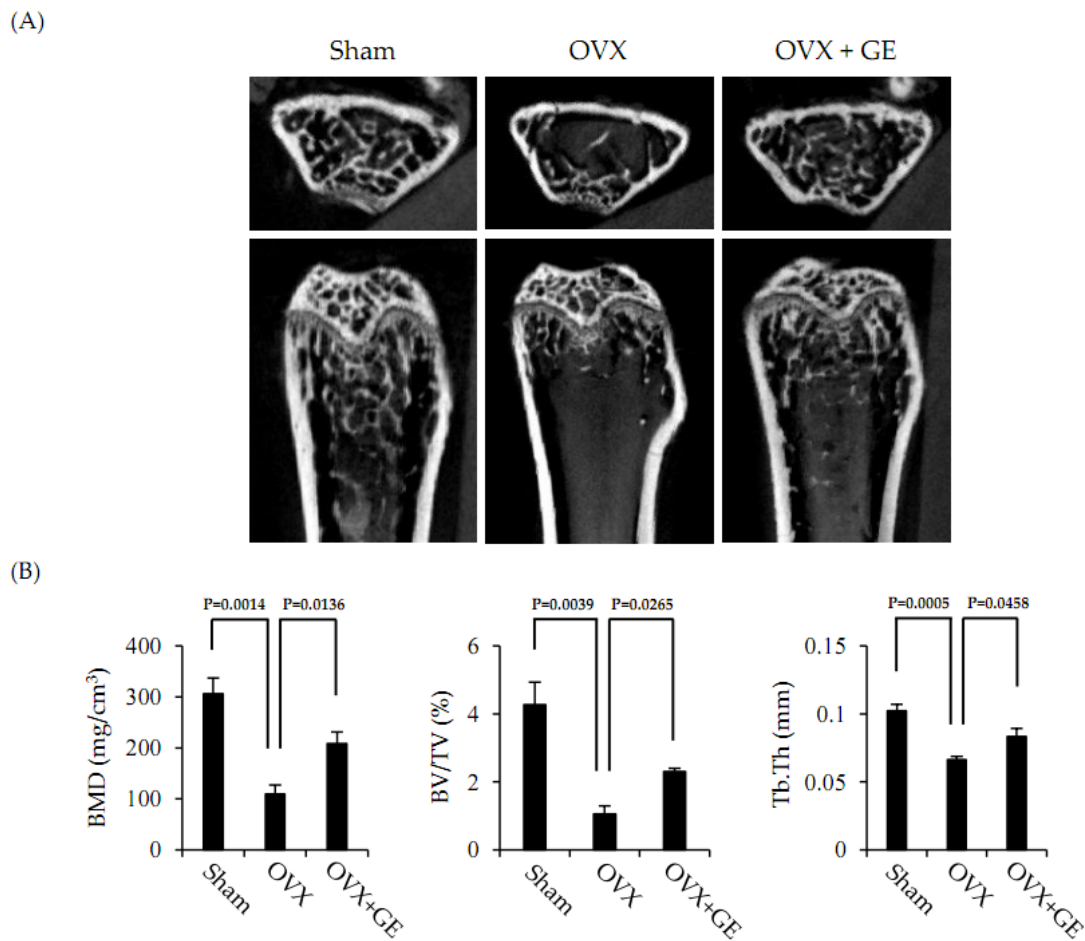 (A)
Sham OVX OVX + GE
(B)
P=0.0014 P=0.0136
400
300
200
100
0
BMD (mg/cm³)
Sham OVX OVX+GE
P=0.0039 P=0.0265
6
4
2
0
BV/TV (%)
Sham OVX OVX+GE
P=0.0005 P=0.0458
0.15
0.1
0.05
0
Tb.Th (mm)
Sham OVX OVX+GE